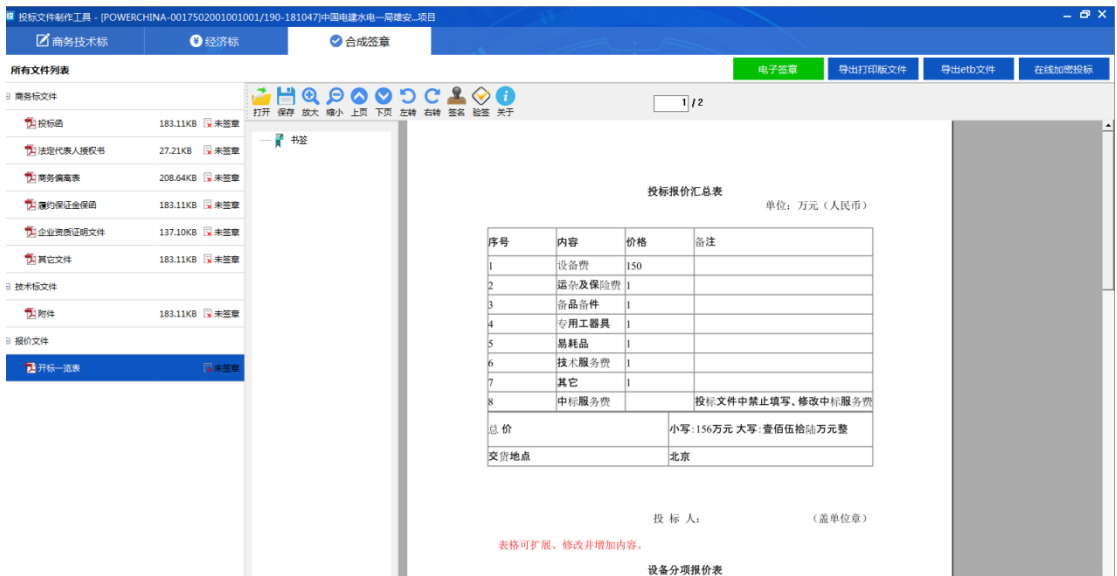 投标文件制作工具 - [POWERCHINA-0017502001001001/190-181047]中国电建水电一局雄安...项目
商务技术标 经济标 合成签章
所有文件列表 电子签章 导出打印版文件 导出etb文件 在线加密投标
商务标文件
投标函 183.11KB 未签章
法定代表人授权书 27.21KB 未签章
商务偏离表 208.64KB 未签章
履约保证金保函 183.11KB 未签章
企业资质证明文件 137.10KB 未签章
其它文件 183.11KB 未签章
技术标文件
附件 183.11KB 未签章
报价文件
开标一览表 未签章
打开 保存 放大 缩小 上页 下页 左转 右转 签名 验签 关于
1 / 2
书签
投标报价汇总表
单位：万元（人民币）
序号 内容 价格 备注
1 设备费 150
2 运杂及保险费 1
3 备品备件 1
4 专用工器具 1
5 易耗品 1
6 技术服务费 1
7 其它 1
8 中标服务费 投标文件中禁止填写、修改中标服务费
总 价 小写:156万元 大写:壹佰伍拾陆万元整
交货地点 北京
投 标 人： （盖单位章）
表格可扩展、修改并增加内容。
设备分项报价表